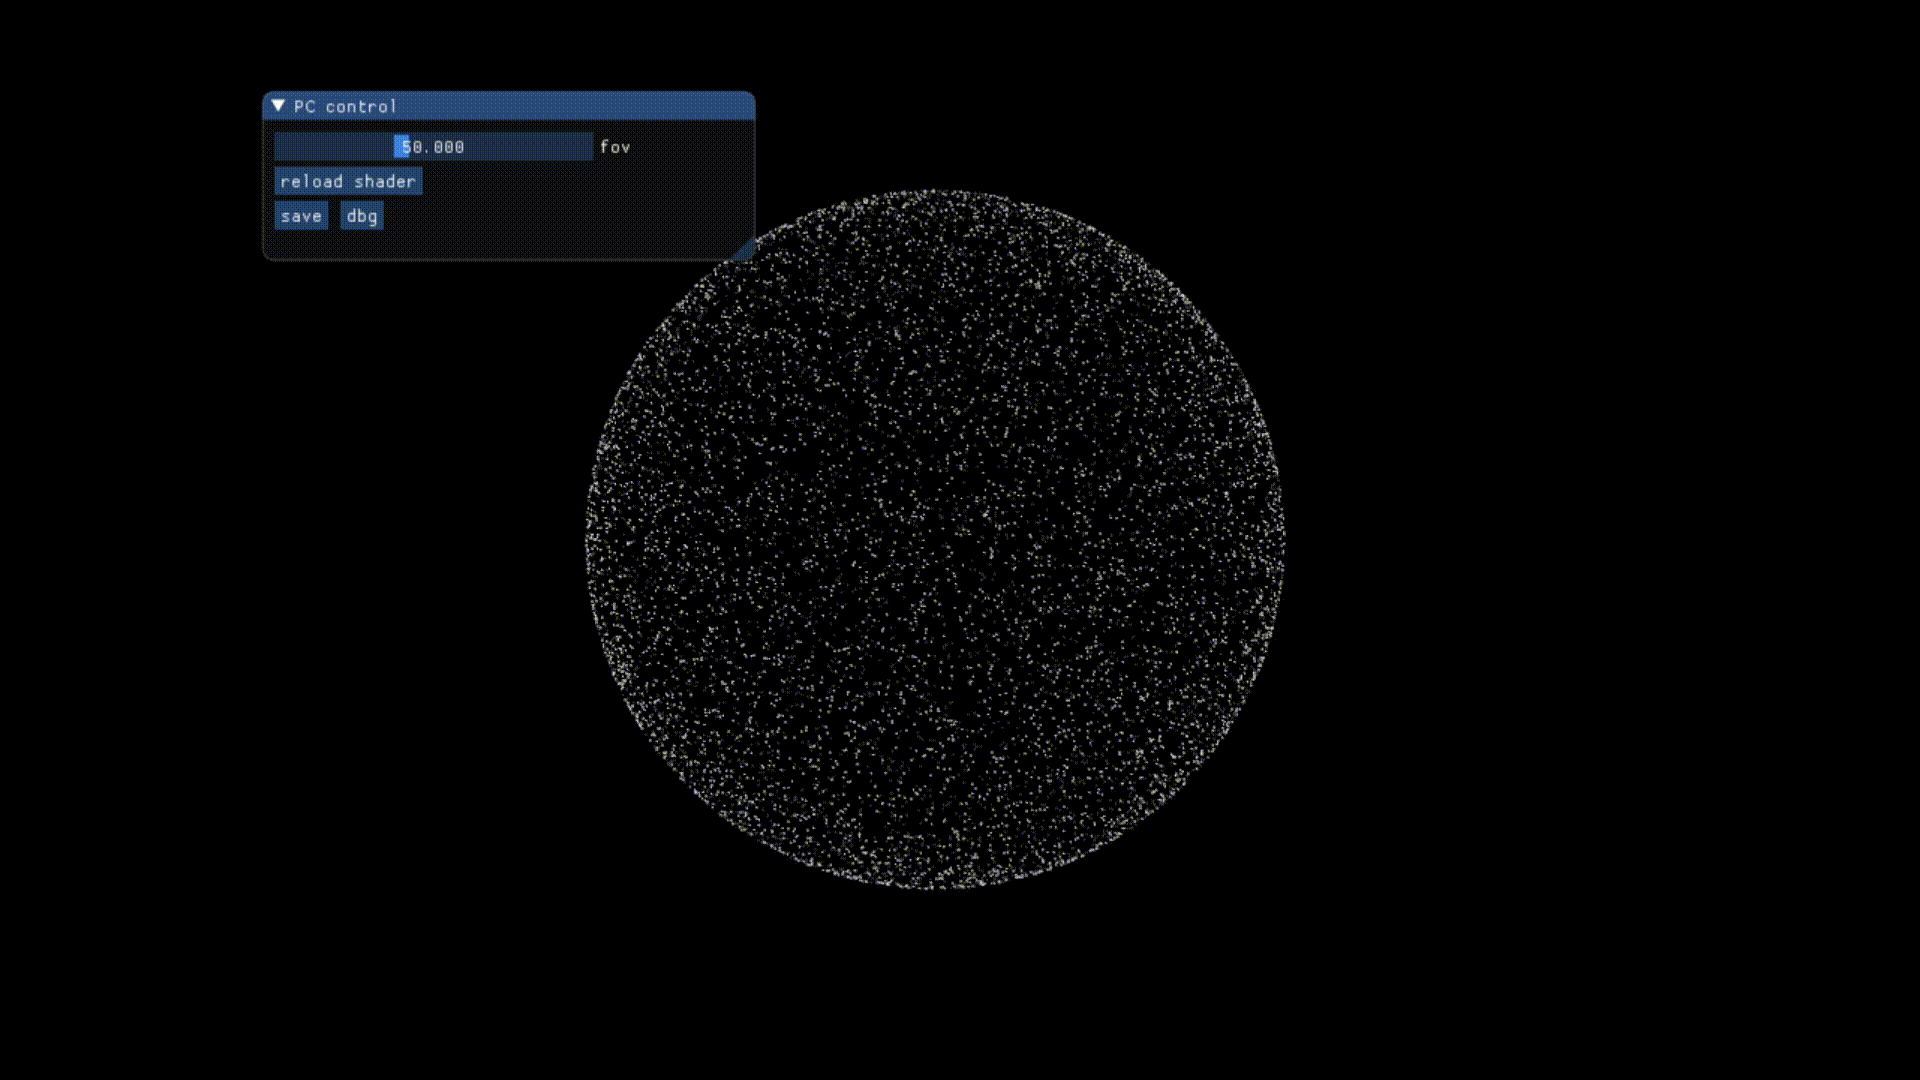 PC control
50.000 fov
reload shader
save dbg